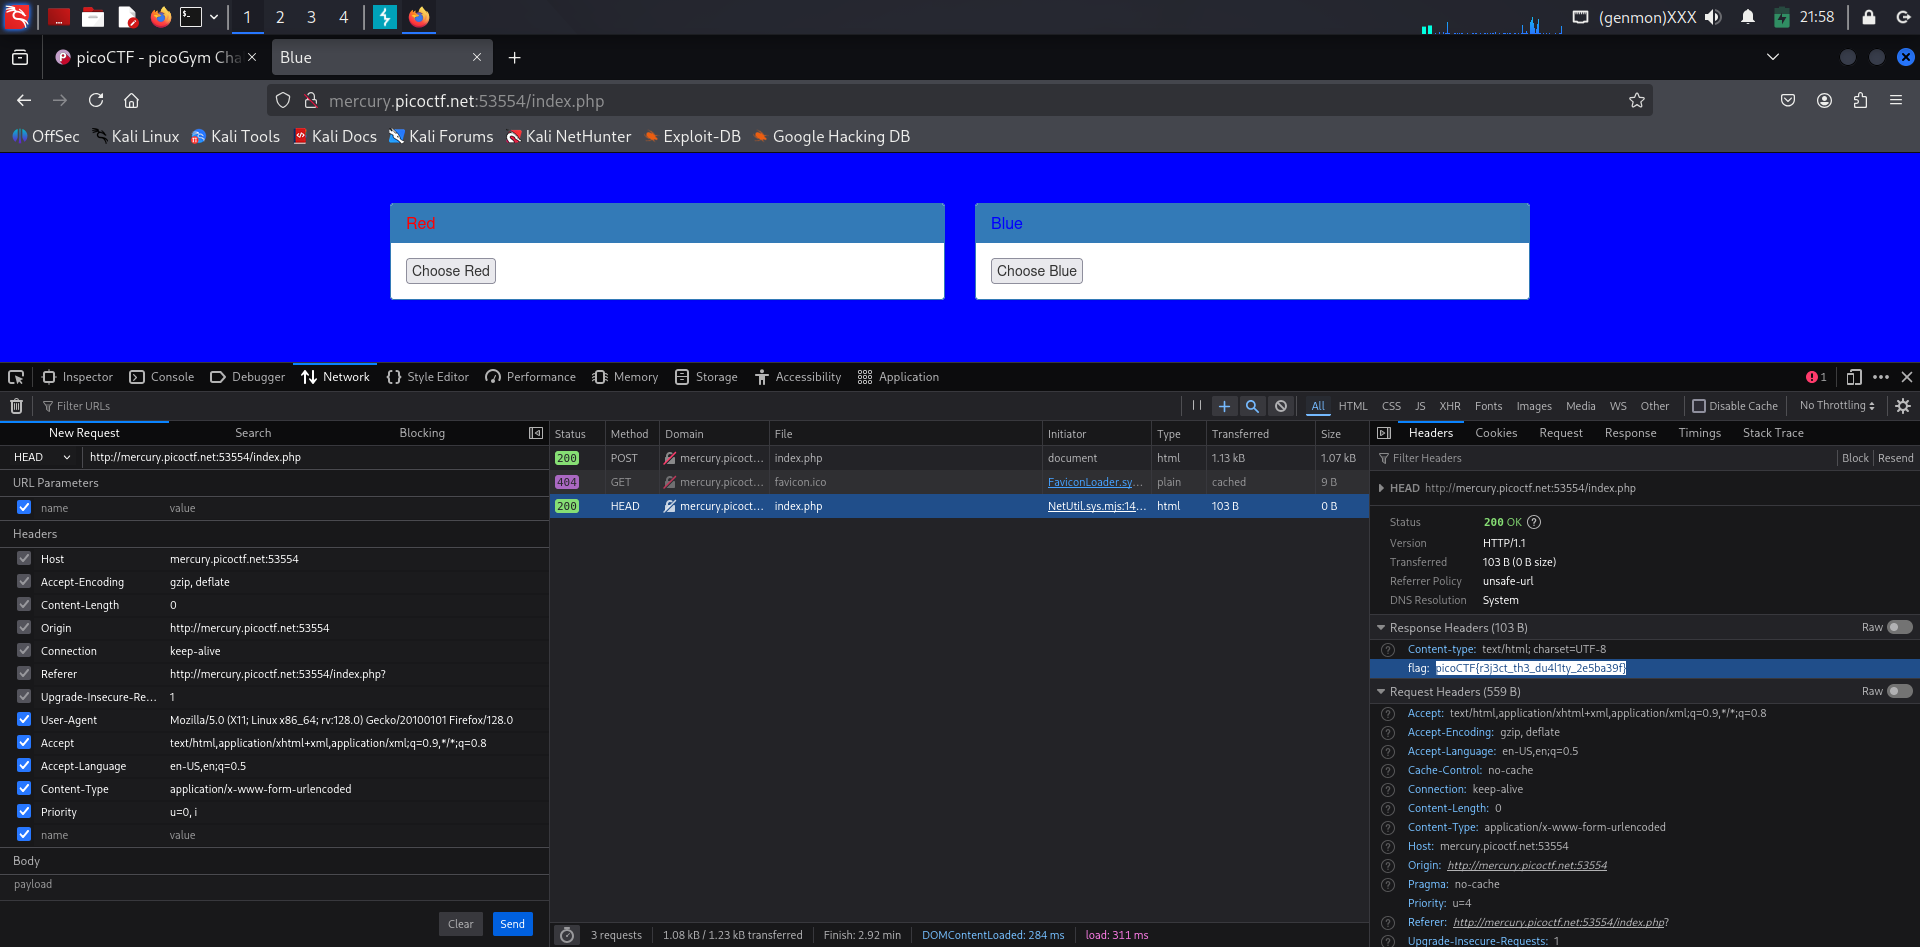 1 2 3 4 (genmon)XXX 21:58
picoCTF - picoGym Cha
Blue
mercury.picoctf.net:53554/index.php
OffSec Kali Linux Kali Tools Kali Docs Kali Forums Kali NetHunter Exploit-DB Google Hacking DB
Red
Choose Red
Blue
Choose Blue
Inspector Console Debugger Network Style Editor Performance Memory Storage Accessibility Application 1
Filter URLs
All HTML CSS JS XHR Fonts Images Media WS Other Disable Cache No Throttling
New Request Search Blocking
HEAD http://mercury.picoctf.net:53554/index.php
URL Parameters
name value
Headers
Host mercury.picoctf.net:53554
Accept-Encoding gzip, deflate
Content-Length 0
Origin http://mercury.picoctf.net:53554
Connection keep-alive
Referer http://mercury.picoctf.net:53554/index.php?
Upgrade-Insecure-Re... 1
User-Agent Mozilla/5.0 (X11; Linux x86_64; rv:128.0) Gecko/20100101 Firefox/128.0
Accept text/html,application/xhtml+xml,application/xml;q=0.9,*/*;q=0.8
Accept-Language en-US,en;q=0.5
Content-Type application/x-www-form-urlencoded
Priority u=0, i
name value
Body
payload
Clear Send
Status Method Domain File Initiator Type Transferred Size
200 POST mercury.picoct... index.php document html 1.13 kB 1.07 kB
404 GET mercury.picoct... favicon.ico FaviconLoader.sy... plain cached 9 B
200 HEAD mercury.picoct... index.php NetUtil.sys.mjs:14... html 103 B 0 B
3 requests 1.08 kB / 1.23 kB transferred Finish: 2.92 min DOMContentLoaded: 284 ms load: 311 ms
Headers Cookies Request Response Timings Stack Trace
Filter Headers Block Resend
HEAD http://mercury.picoctf.net:53554/index.php
Status 200 OK
Version HTTP/1.1
Transferred 103 B (0 B size)
Referrer Policy unsafe-url
DNS Resolution System
Response Headers (103 B) Raw
Content-type: text/html; charset=UTF-8
flag: picoCTF{r3j3ct_th3_du4l1ty_2e5ba39f}
Request Headers (559 B) Raw
Accept: text/html,application/xhtml+xml,application/xml;q=0.9,*/*;q=0.8
Accept-Encoding: gzip, deflate
Accept-Language: en-US,en;q=0.5
Cache-Control: no-cache
Connection: keep-alive
Content-Length: 0
Content-Type: application/x-www-form-urlencoded
Host: mercury.picoctf.net:53554
Origin: http://mercury.picoctf.net:53554
Pragma: no-cache
Priority: u=4
Referer: http://mercury.picoctf.net:53554/index.php?
Upgrade-Insecure-Requests: 1